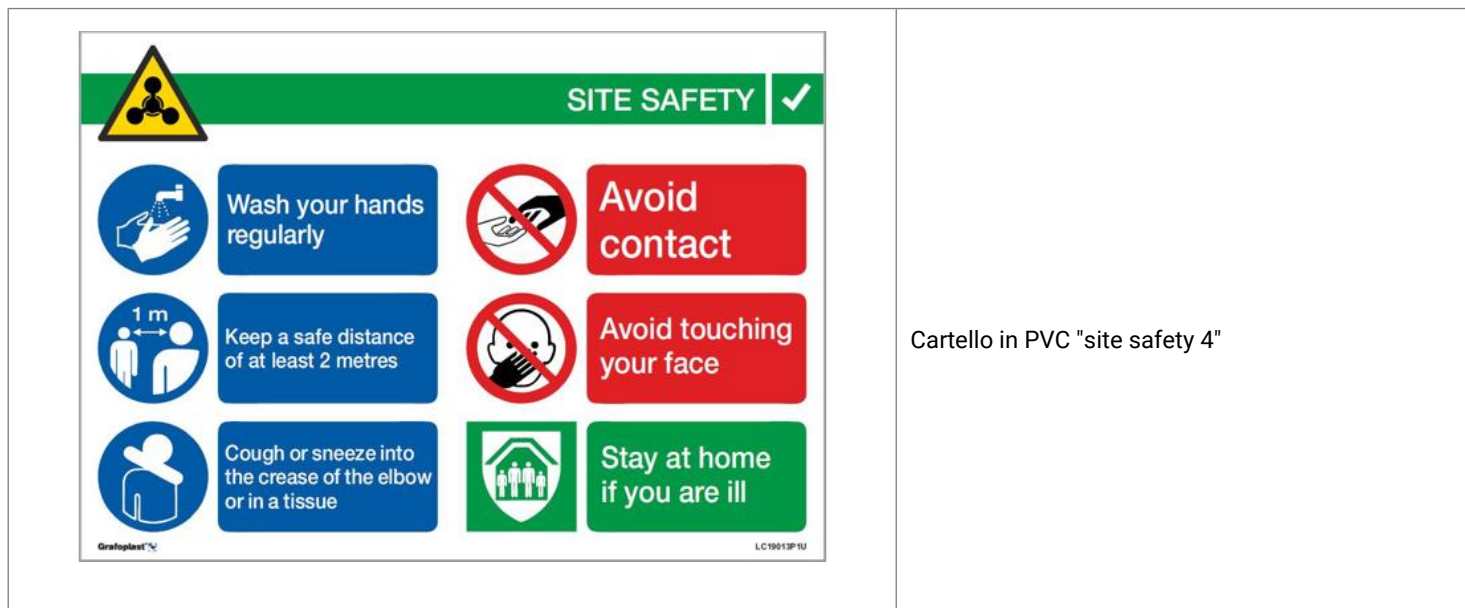 SITE SAFETY
Wash your hands
regularly
Avoid
contact
1 m
Keep a safe distance
of at least 2 metres
Avoid touching
your face
Cough or sneeze into
the crease of the elbow
or in a tissue
Stay at home
if you are ill
Grafoplast
LC19013P1U
Cartello in PVC "site safety 4"